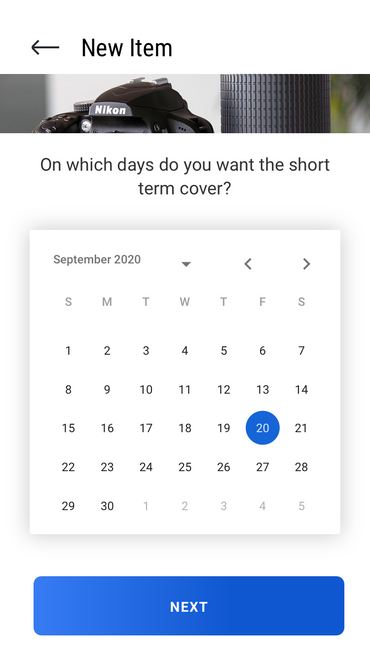 New Item
Nikon
On which days do you want the short
term cover?
September 2020
S M T W T F S
1 2 3 4 5 6 7
8 9 10 11 12 13 14
15 16 17 18 19 20 21
22 23 24 25 26 27 28
29 30 1 2 3 4 5
NEXT